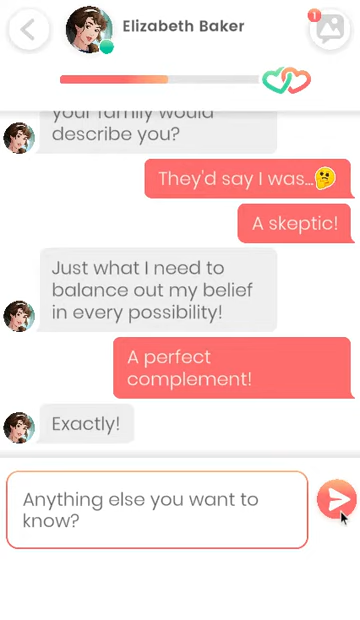 Elizabeth Baker
1
your family would
describe you?
They'd say I was...🤔
A skeptic!
Just what I need to
balance out my belief
in every possibility!
A perfect
complement!
Exactly!
Anything else you want to
know?